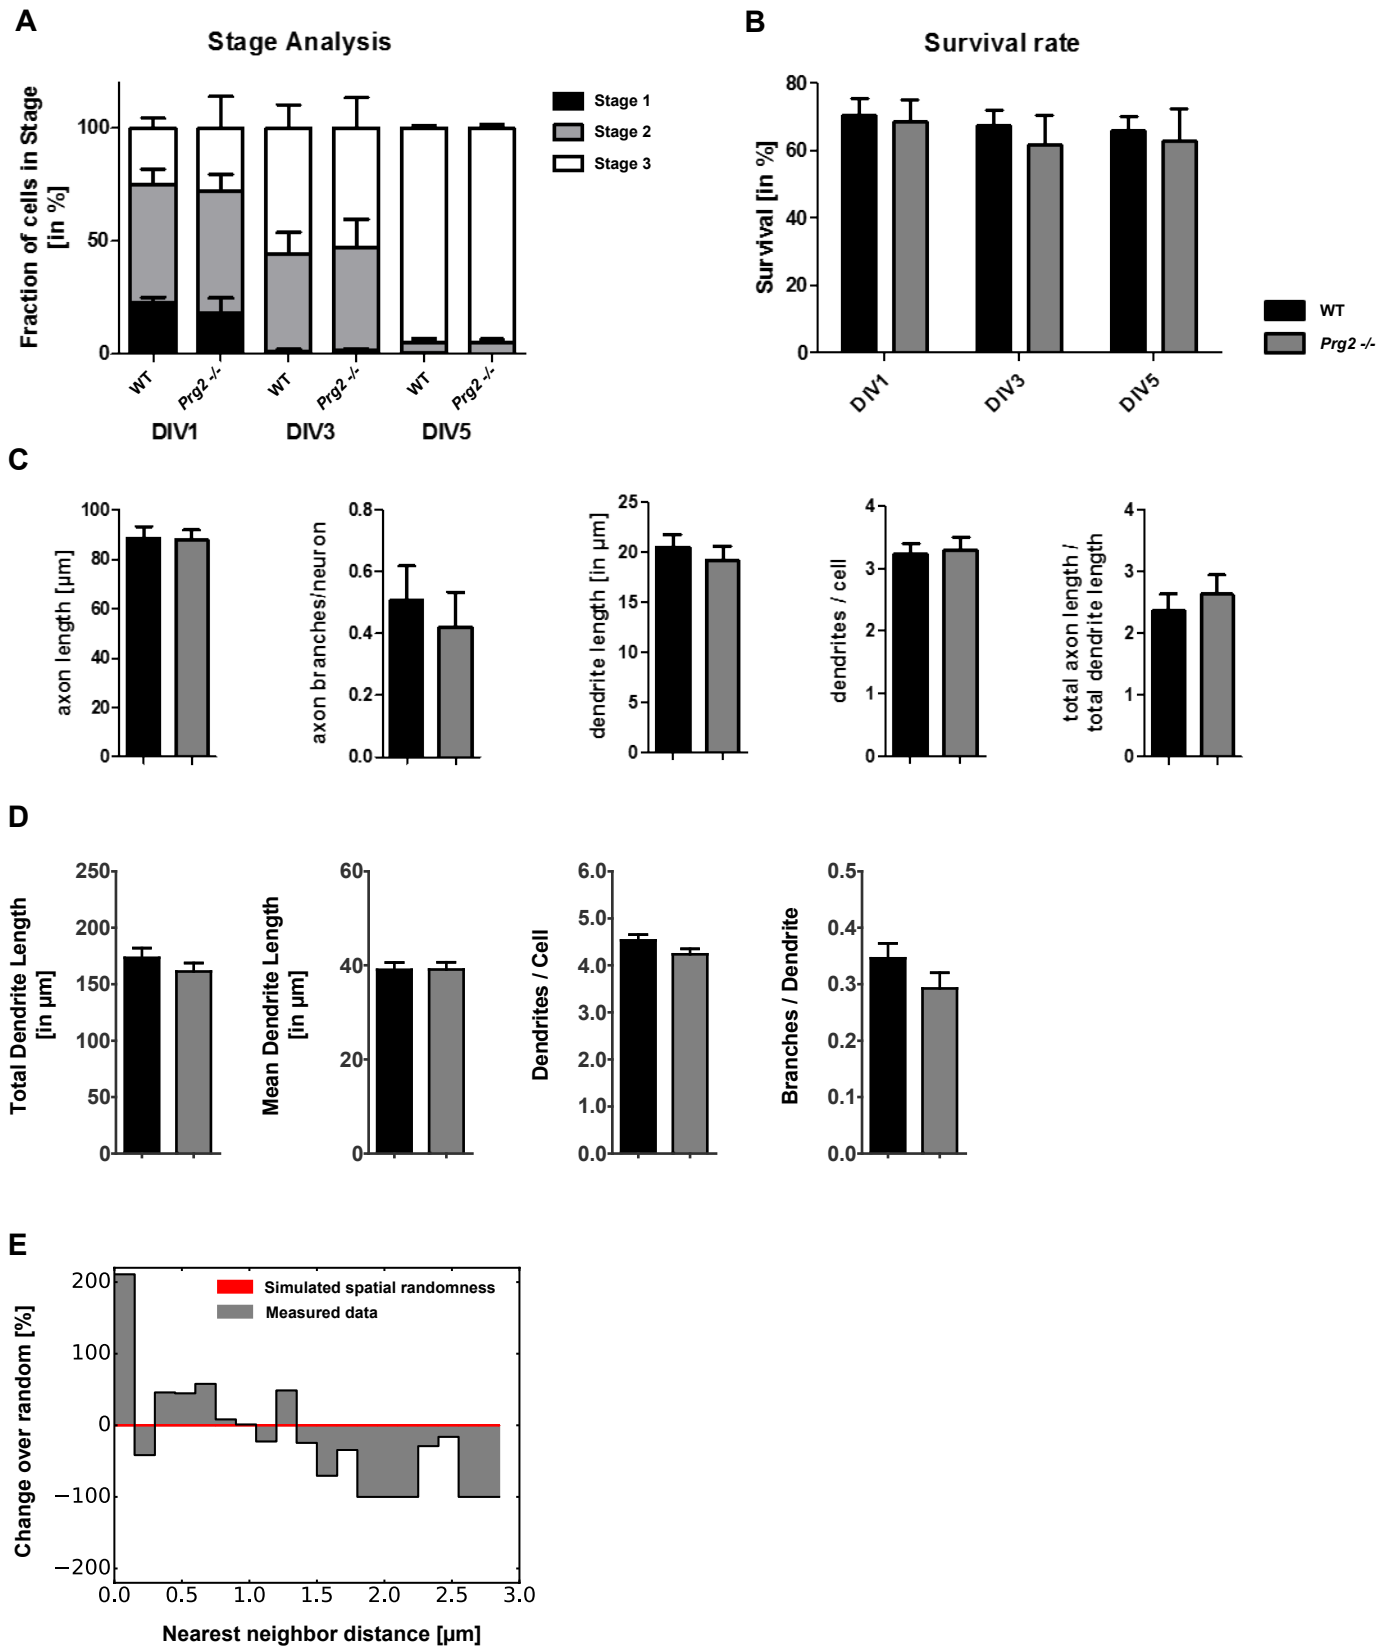 A
Stage Analysis
Fraction of cells in Stage
[in %]
100
50
0
WT
Prg2 -/-
WT
Prg2 -/-
WT
Prg2 -/-
DIV1
DIV3
DIV5
Stage 1
Stage 2
Stage 3
B
Survival rate
Survival [in %]
80
60
40
20
0
DIV1
DIV3
DIV5
WT
Prg2 -/-
C
axon length [µm]
100
80
60
40
20
0
axon branches/neuron
0.8
0.6
0.4
0.2
0.0
dendrite length [in µm]
25
20
15
10
5
0
dendrites / cell
4
3
2
1
0
total axon length /
total dendrite length
4
3
2
1
0
D
Total Dendrite Length
[in µm]
250
200
150
100
50
0
Mean Dendrite Length
[in µm]
60
40
20
0
Dendrites / Cell
6.0
5.0
4.0
3.0
2.0
1.0
0.0
Branches / Dendrite
0.5
0.4
0.3
0.2
0.1
0.0
E
Change over random [%]
200
100
0
−100
−200
Simulated spatial randomness
Measured data
0.0
0.5
1.0
1.5
2.0
2.5
3.0
Nearest neighbor distance [µm]